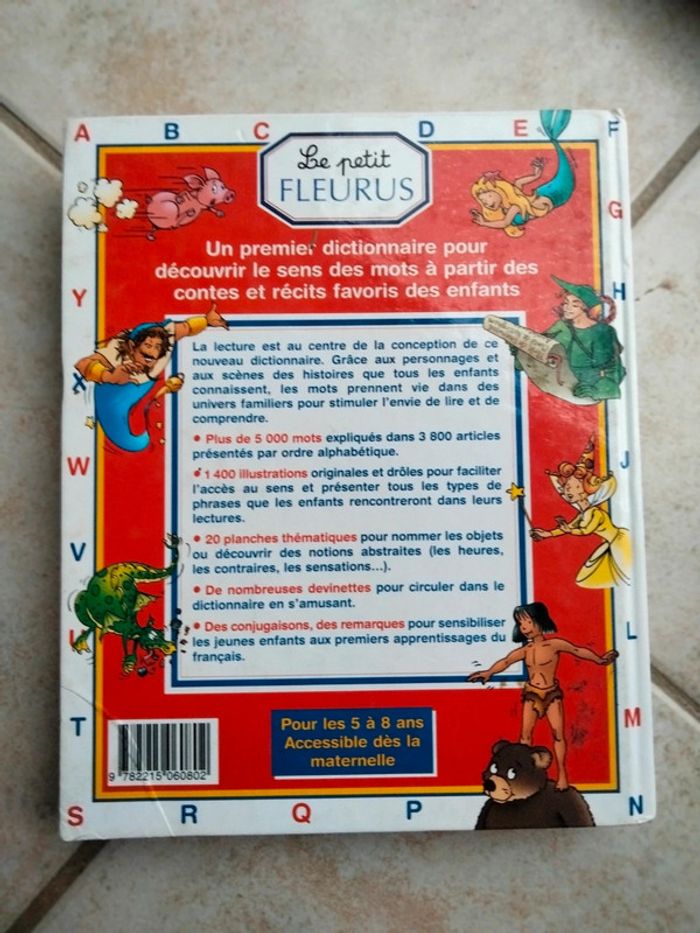 A B C D E F
Le petit
FLEURUS
G
Un premier dictionnaire pour
découvrir le sens des mots à partir des
contes et récits favoris des enfants
Y
H
La lecture est au centre de la conception de ce
nouveau dictionnaire. Grâce aux personnages et
aux scènes des histoires que tous les enfants
connaissent, les mots prennent vie dans des
univers familiers pour stimuler l'envie de lire et de
comprendre.
X
• Plus de 5 000 mots expliqués dans 3 800 articles
présentés par ordre alphabétique.
W
J
• 1 400 illustrations originales et drôles pour faciliter
l'accès au sens et présenter tous les types de
phrases que les enfants rencontreront dans leurs
lectures.
• 20 planches thématiques pour nommer les objets
ou découvrir des notions abstraites (les heures,
les contraires, les sensations...).
V
• De nombreuses devinettes pour circuler dans le
dictionnaire en s'amusant.
• Des conjugaisons, des remarques pour sensibiliser
les jeunes enfants aux premiers apprentissages du
français.
U
L
T
M
Pour les 5 à 8 ans
Accessible dès la
maternelle
9 782215 060802
S R Q P N